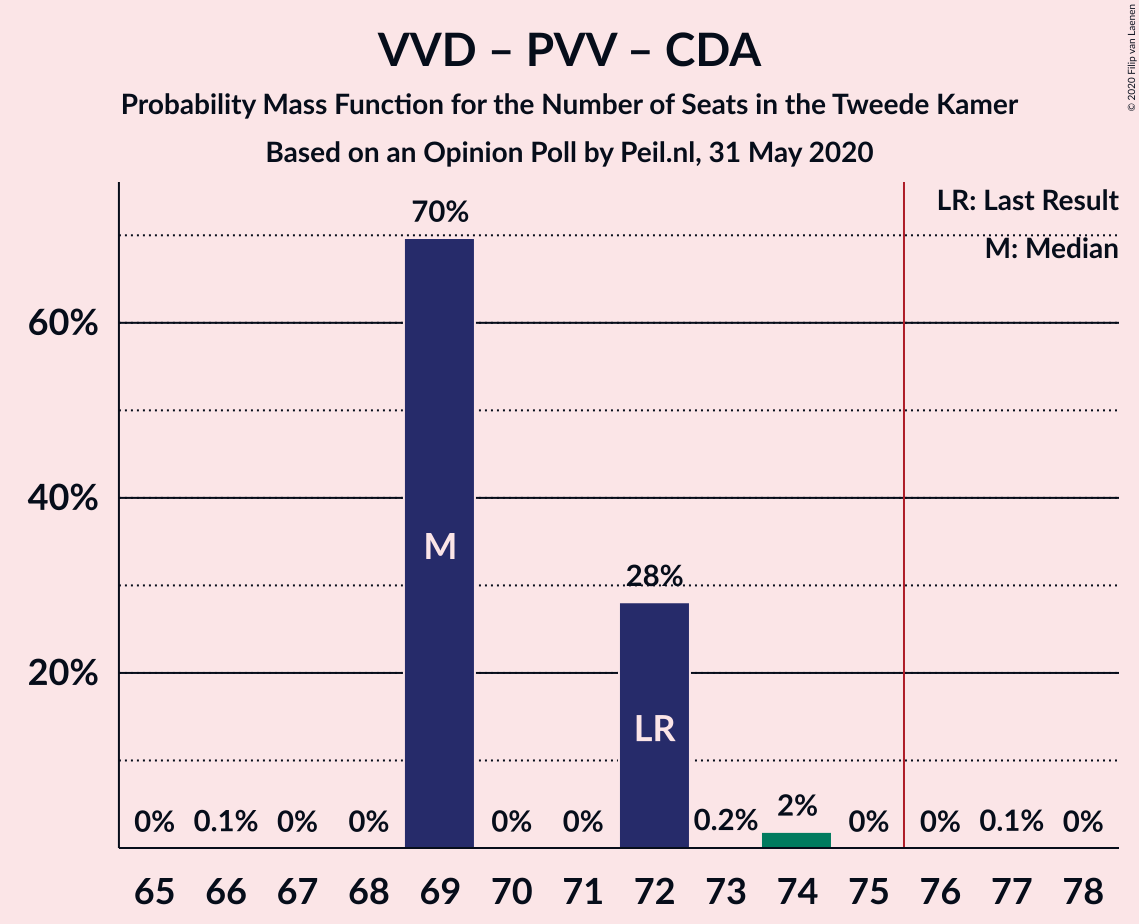 VVD – PVV – CDA
Probability Mass Function for the Number of Seats in the Tweede Kamer
Based on an Opinion Poll by Peil.nl, 31 May 2020
© 2020 Filip van Laenen
LR: Last Result
M: Median
60%
40%
20%
0% 0.1% 0% 0% 70% 0% 0% 28% 0.2% 2% 0% 0% 0.1% 0%
M
LR
65 66 67 68 69 70 71 72 73 74 75 76 77 78